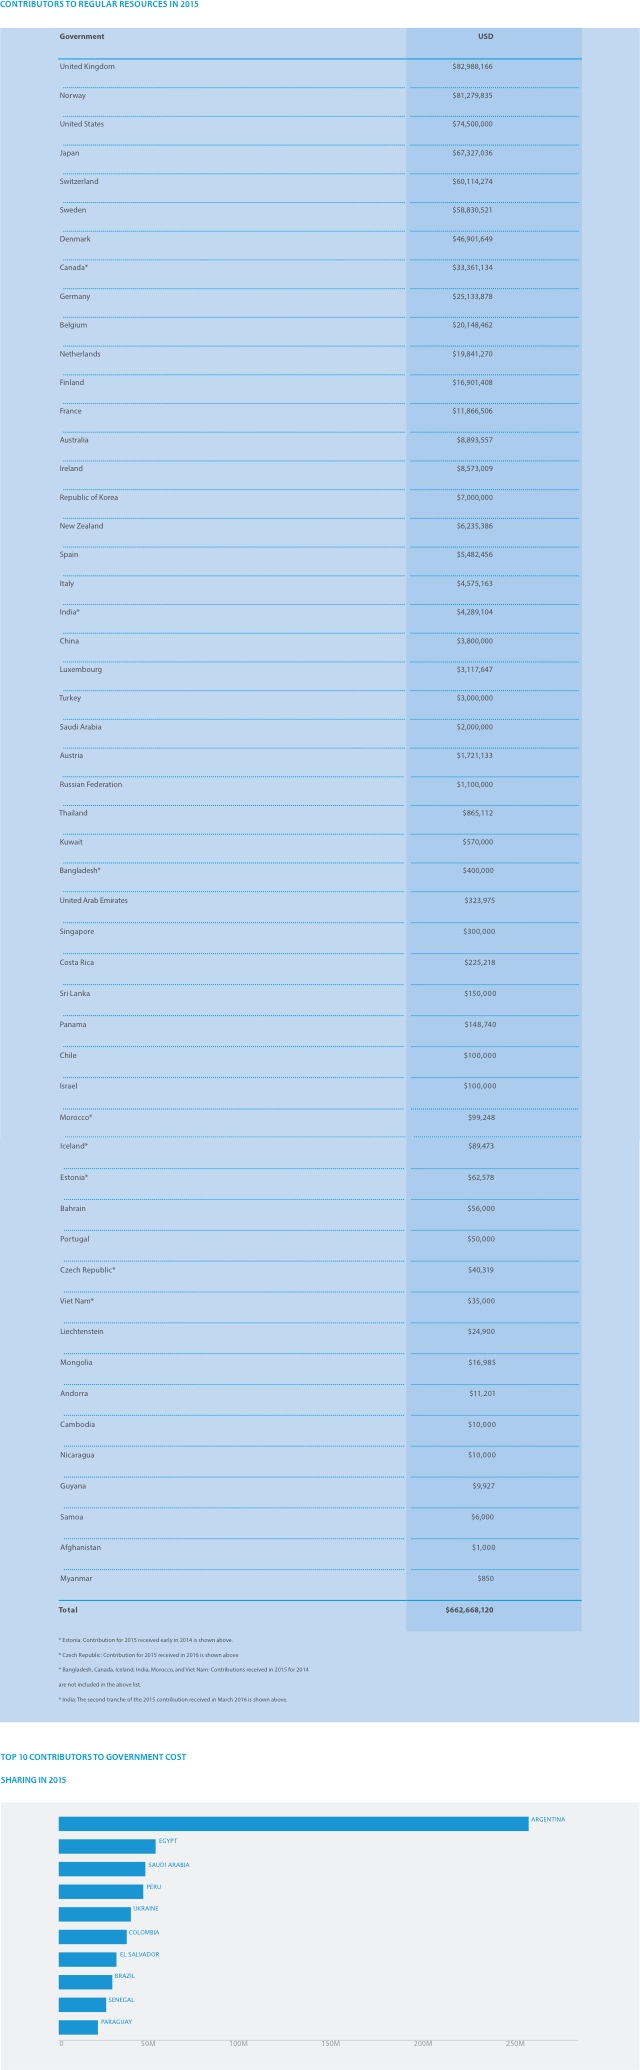 CONTRIBUTORS TO REGULAR RESOURCES IN 2015
Government USD
United Kingdom $82,988,166
Norway $81,279,835
United States $74,500,000
Japan $67,327,036
Switzerland $60,114,274
Sweden $58,830,521
Denmark $46,901,649
Canada* $33,361,134
Germany $25,133,878
Belgium $20,148,462
Netherlands $19,841,270
Finland $16,901,408
France $11,866,506
Australia $8,893,557
Ireland $8,573,009
Republic of Korea $7,000,000
New Zealand $6,235,386
Spain $5,482,456
Italy $4,575,163
India* $4,289,104
China $3,800,000
Luxembourg $3,117,647
Turkey $3,000,000
Saudi Arabia $2,000,000
Austria $1,721,133
Russian Federation $1,100,000
Thailand $865,112
Kuwait $570,000
Bangladesh* $400,000
United Arab Emirates $323,975
Singapore $300,000
Costa Rica $225,218
Sri Lanka $150,000
Panama $148,740
Chile $100,000
Israel $100,000
Morocco* $99,248
Iceland* $89,473
Estonia* $62,578
Bahrain $56,000
Portugal $50,000
Czech Republic* $40,319
Viet Nam* $35,000
Liechtenstein $24,900
Mongolia $16,985
Andorra $11,201
Cambodia $10,000
Nicaragua $10,000
Guyana $9,927
Samoa $6,000
Afghanistan $1,000
Myanmar $850
Total $662,668,120
* Estonia: Contribution for 2015 received early in 2014 is shown above.
* Czech Republic: Contribution for 2015 received in 2016 is shown above.
* Bangladesh, Canada, Iceland, India, Morocco, and Viet Nam: Contributions received in 2015 for 2014
are not included in the above list.
* India: The second tranche of the 2015 contribution received in March 2016 is shown above.
TOP 10 CONTRIBUTORS TO GOVERNMENT COST
SHARING IN 2015
ARGENTINA
EGYPT
SAUDI ARABIA
PERU
UKRAINE
COLOMBIA
EL SALVADOR
BRAZIL
SENEGAL
PARAGUAY
0 50M 100M 150M 200M 250M